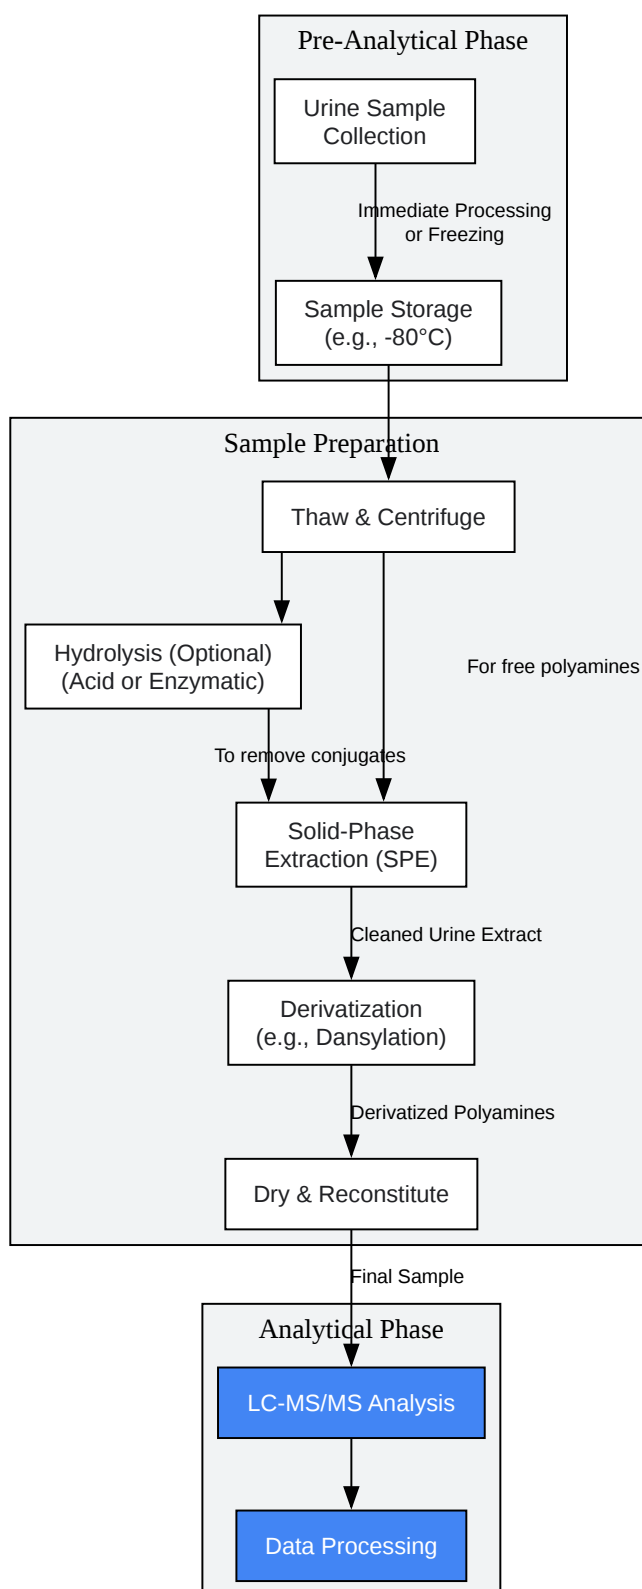 Pre-Analytical Phase
Urine Sample
Collection
Immediate Processing
or Freezing
Sample Storage
(e.g., -80°C)
Sample Preparation
Thaw & Centrifuge
Hydrolysis (Optional)
(Acid or Enzymatic)
For free polyamines
To remove conjugates
Solid-Phase
Extraction (SPE)
Cleaned Urine Extract
Derivatization
(e.g., Dansylation)
Derivatized Polyamines
Dry & Reconstitute
Final Sample
Analytical Phase
LC-MS/MS Analysis
Data Processing